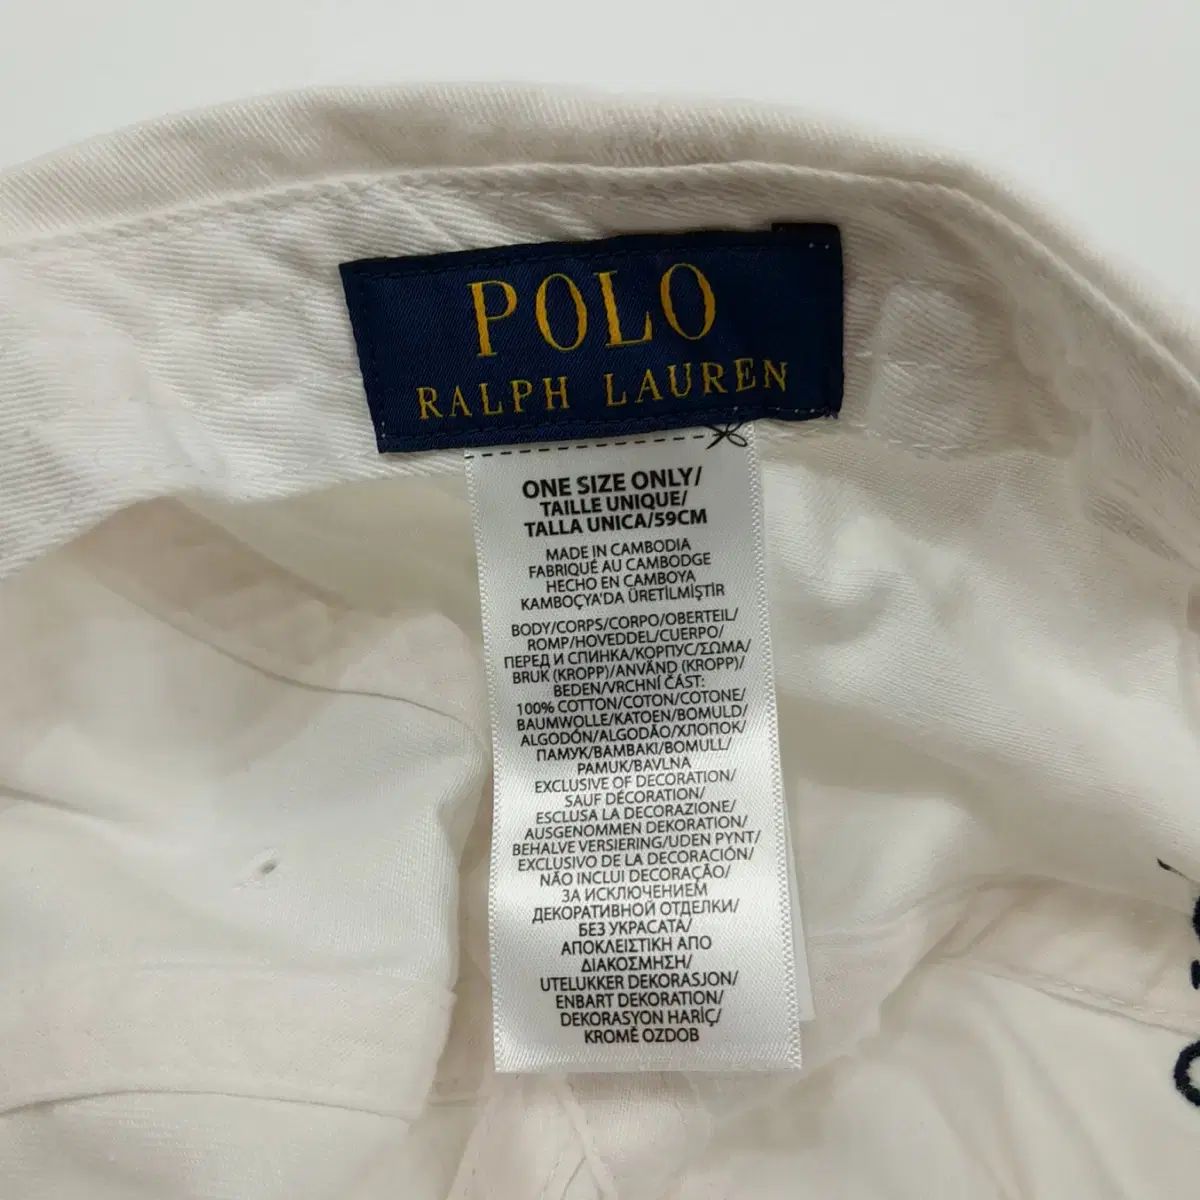 POLO
RALPH LAUREN
ONE SIZE ONLY/
TAILLE UNIQUE/
TALLA UNICA/59CM
MADE IN CAMBODIA
FABRIQUÉ AU CAMBODGE
HECHO EN CAMBOYA
KAMBOÇYA'DA ÜRETİLMİŞTİR
BODY/CORPS/CORPO/OBERTEIL/
ROMP/HOVEDDEL/CUERPO/
ПЕРЕД И СПИНКА/КОРПУС/ΣΩΜΑ/
BRUK (KROPP)/ANVÄND (KROPP)/
BEDEN/VRCHNÍ ČÁST:
100% COTTON/COTON/COTONE/
BAUMWOLLE/KATOEN/BOMULD/
ALGODÓN/ALGODÃO/ХЛОПОК/
ПАМУК/ΒΑΜΒΑΚΙ/BOMULL/
PAMUK/BAVLNA
EXCLUSIVE OF DECORATION/
SAUF DÉCORATION/
ESCLUSA LA DECORAZIONE/
AUSGENOMMEN DEKORATION/
BEHALVE VERSIERING/UDEN PYNT/
EXCLUSIVO DE LA DECORACIÓN/
NÃO INCLUI DECORAÇÃO/
ЗА ИСКЛЮЧЕНИЕМ
ДЕКОРАТИВНОЙ ОТДЕЛКИ/
БЕЗ УКРАСАТА/
ΑΠΟΚΛΕΙΣΤΙΚΗ ΑΠΟ
ΔΙΑΚΟΣΜΗΣΗ/
UTELUKKER DEKORASJON/
ENBART DEKORATION/
DEKORASYON HARİÇ/
KROMĚ OZDOB